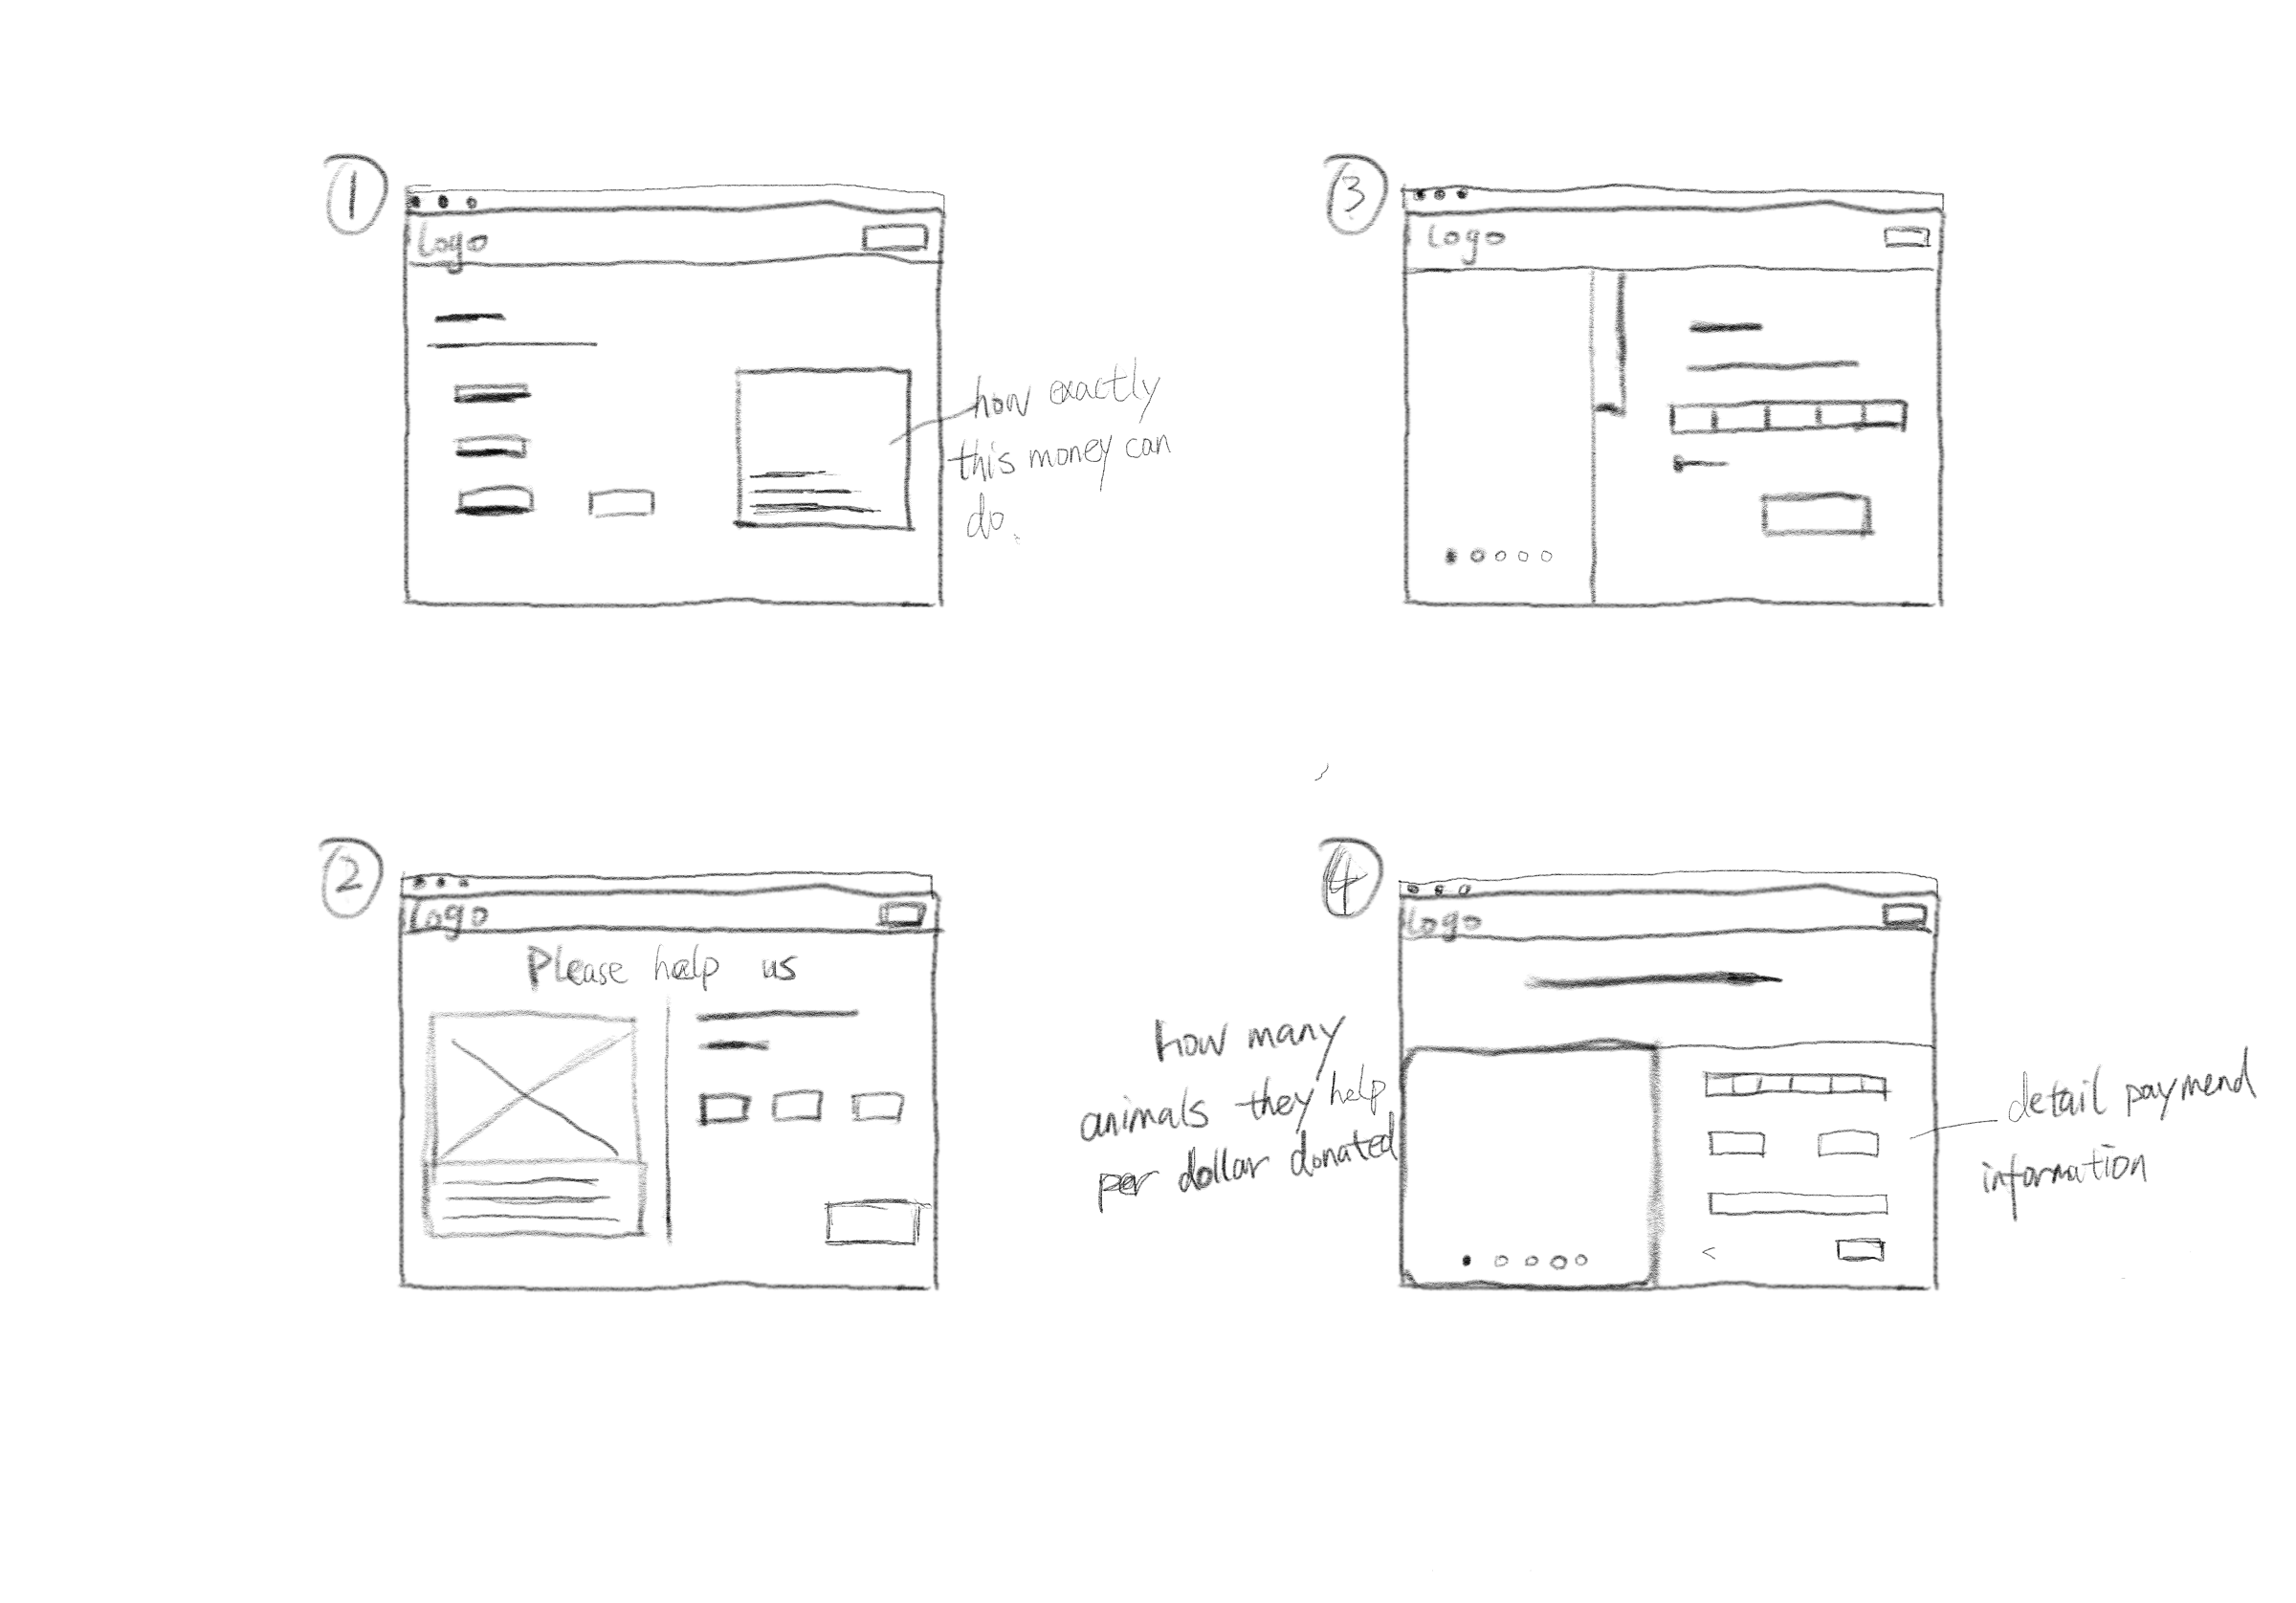 1
Logo
how exactly
this money can
do.
2
Logo
Please help us
3
Logo
how many
animals they help
per dollar donated
4
Logo
<
detail paymend
information